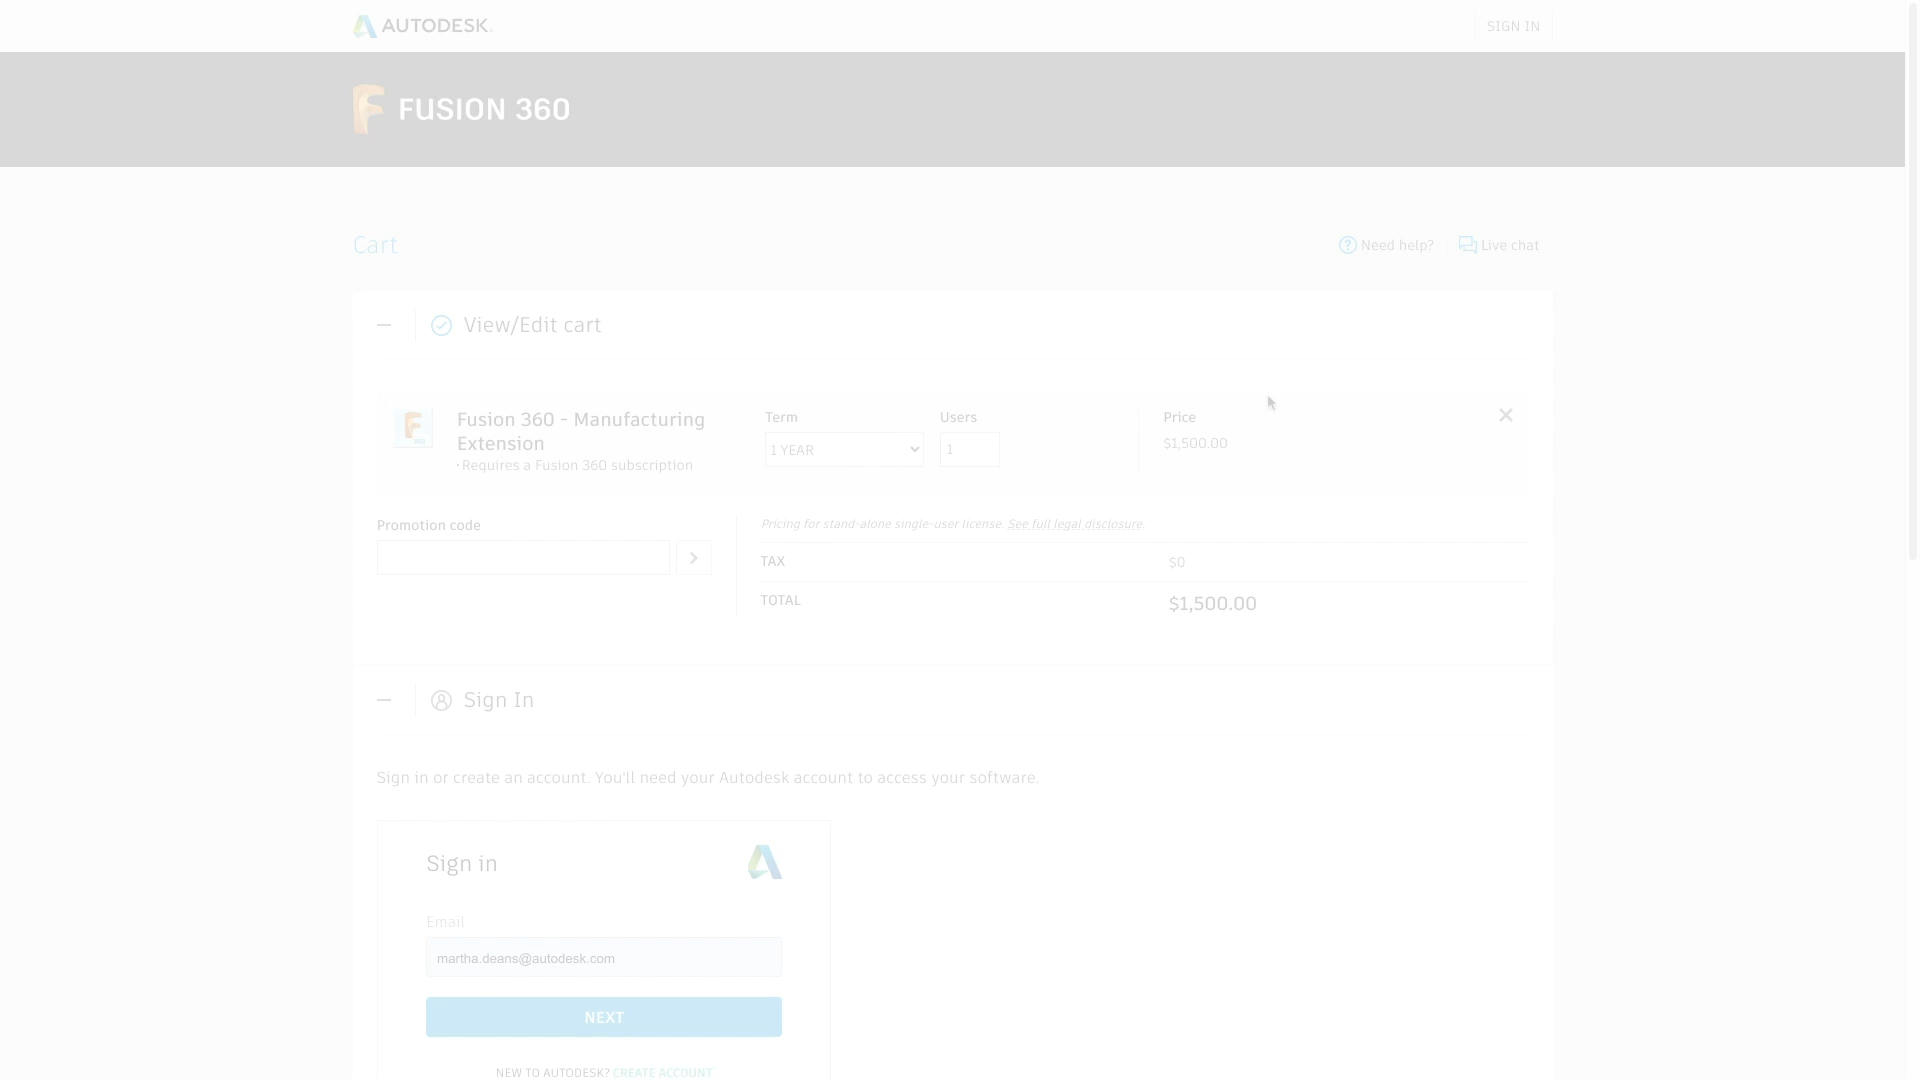 AUTODESK.
SIGN IN
FUSION 360
Cart
Need help?
Live chat
View/Edit cart
Fusion 360 - Manufacturing
Extension
· Requires a Fusion 360 subscription
Term
1 YEAR
Users
1
Price
$1,500.00
Promotion code
Pricing for stand-alone single-user license. See full legal disclosure.
TAX
$0
TOTAL
$1,500.00
Sign In
Sign in or create an account. You'll need your Autodesk account to access your software.
Sign in
Email
martha.deans@autodesk.com
NEXT
NEW TO AUTODESK? CREATE ACCOUNT